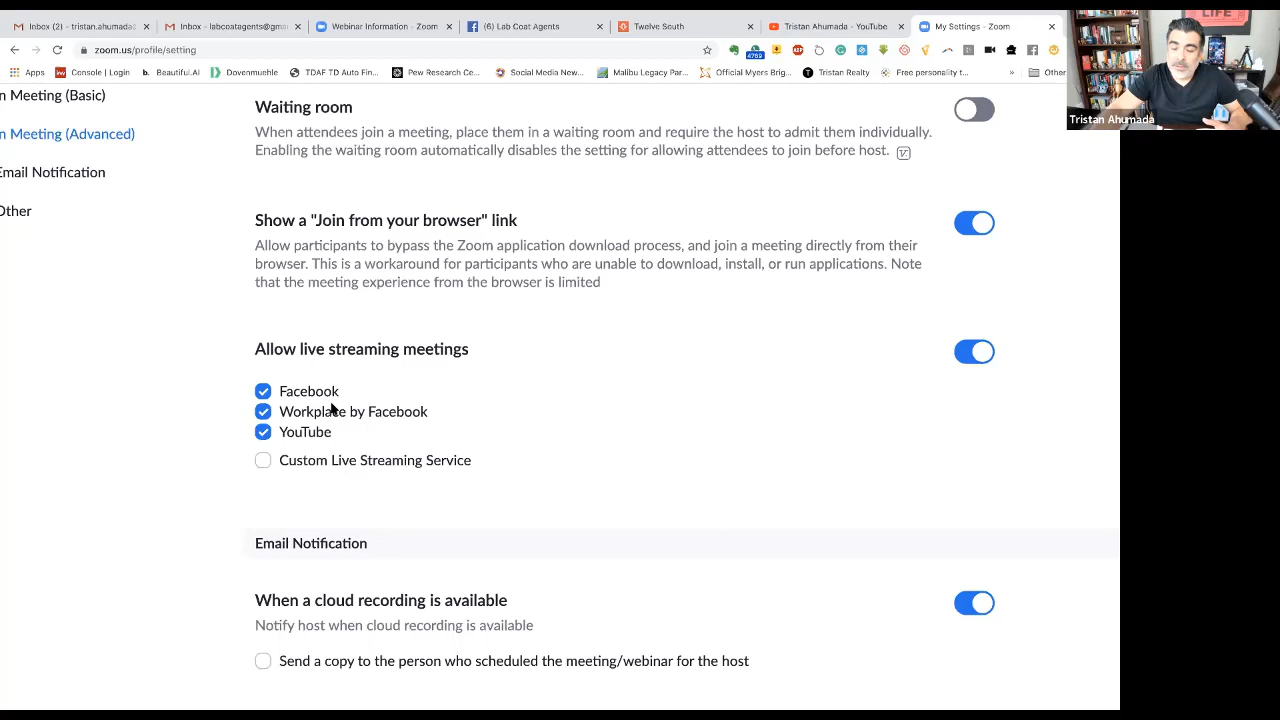 Inbox (2) - tristan.ahumada@
Inbox - labcoatagents@gm
Webinar Information - Zoom
(6) Lab Coat Agents
Twelve South
Tristan Ahumada - YouTube
My Settings - Zoom
zoom.us/profile/setting
4769
Apps
Console | Login
b. Beautiful.AI
Dovenmuehle
TDAF TD Auto Fin...
Pew Research Ce...
Social Media New...
Malibu Legacy Par...
Official Myers Brig...
Tristan Realty
Free personality t...
»
Other
LIFE
Tristan Ahumada
n Meeting (Basic)
n Meeting (Advanced)
Email Notification
Other
Waiting room
When attendees join a meeting, place them in a waiting room and require the host to admit them individually.
Enabling the waiting room automatically disables the setting for allowing attendees to join before host.
Show a "Join from your browser" link
Allow participants to bypass the Zoom application download process, and join a meeting directly from their
browser. This is a workaround for participants who are unable to download, install, or run applications. Note
that the meeting experience from the browser is limited
Allow live streaming meetings
Facebook
Workplace by Facebook
YouTube
Custom Live Streaming Service
Email Notification
When a cloud recording is available
Notify host when cloud recording is available
Send a copy to the person who scheduled the meeting/webinar for the host